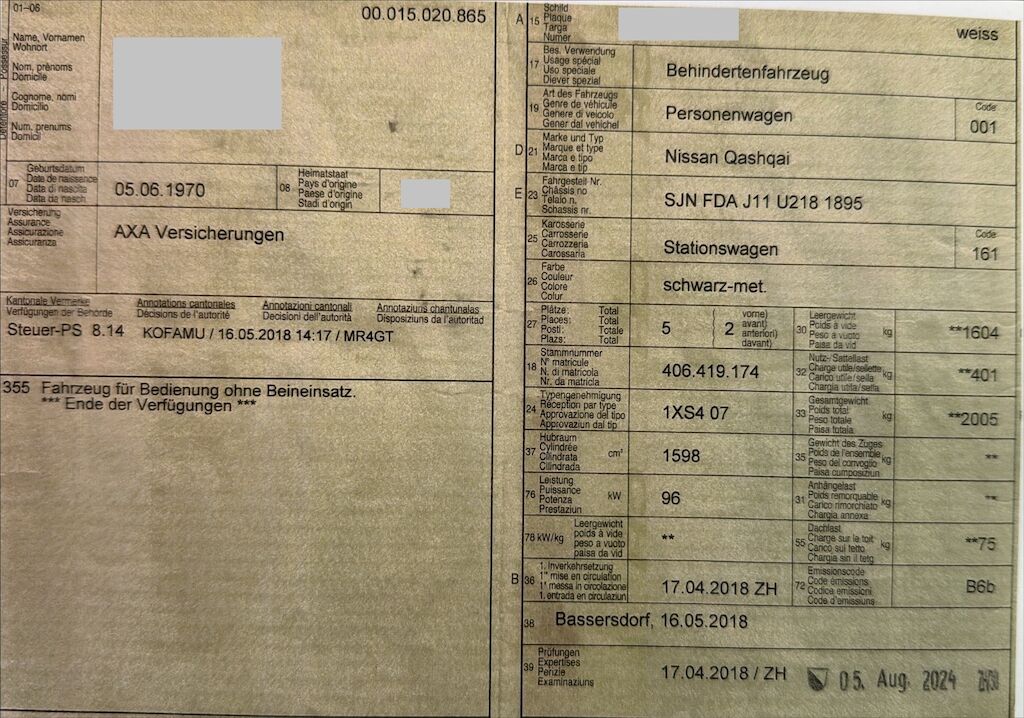 01-06
00.015.020.865
Name, Vornamen
Wohnort
Nom, prénoms
Domicile
Cognome, nomi
Domicilio
Num, prenums
Domicil
Détentore - Possessur
07
Geburtsdatum
Date de naissance
Data di nascita
Data da nasch.
05.06.1970
08
Heimatstaat
Pays d'origine
Paese d'origine
Stadi d'origin
Versicherung
Assurance
Assicurazione
Assicuranza
AXA Versicherungen
Kantonale Vermerke
Verfügungen der Behörde
Annotations cantonales
Décisions de l'autorité
Annotazioni cantonali
Decisioni dell'autorità
Annotaziuns chantunalas
Disposiziuns da l'autoritad
Steuer-PS 8.14 KOFAMU / 16.05.2018 14:17 / MR4GT
355 Fahrzeug für Bedienung ohne Beineinsatz.
*** Ende der Verfügungen ***
A 15
Schild
Plaque
Targa
Numer
weiss
17
Bes. Verwendung
Usage spécial
Uso speciale
Diever spezial
Behindertenfahrzeug
19
Art des Fahrzeugs
Genre de véhicule
Genere di veicolo
Gener dal vehichel
Personenwagen
Code
001
D 21
Marke und Typ
Marque et type
Marca e tipo
Marca e tip
Nissan Qashqai
E 23
Fahrgestell Nr.
Châssis no
Telaio n.
Schassis nr.
SJN FDA J11 U218 1895
25
Karosserie
Carrosserie
Carrozzeria
Carossaria
Stationswagen
Code
161
26
Farbe
Couleur
Colore
Colur
schwarz-met.
27
Plätze: Total
Places: Total
Posti: Totale
Plazs: Total
5
2
vorne)
avant)
anteriori)
davant)
30
Leergewicht
Poids à vide
Peso a vuoto
Paisa da vid
kg
**1604
18
Stammnummer
N° matricule
N. di matricola
Nr. da matricla
406.419.174
32
Nutz-/Sattellast
Charge utile/sellette
Carico utile/sella
Chargia utila/sella
kg
**401
24
Typengenehmigung
Réception par type
Approvazione del tipo
Approvaziun dal tip
1XS4 07
33
Gesamtgewicht
Poids total
Peso totale
Paisa totala
kg
**2005
37
Hubraum
Cylindrée
Cilindrata
Cilindrada
cm³
1598
35
Gewicht des Zuges
Poids de l'ensemble
Peso del convoglio
Paisa cumposiziun
kg
**
76
Leistung
Puissance
Potenza
Prestaziun
kW
96
31
Anhängelast
Poids remorquable
Carico rimorchiato
Chargia annexa
kg
**
78 kW/kg
Leergewicht
poids à vide
peso a vuoto
paisa da vid
**
55
Dachlast
Charge sur le toit
Carico sul tetto
Chargia sin il tetg
kg
**75
B 36
1. Inverkehrsetzung
1re mise en circulation
1a messa in circolazione
1. entrada en circulaziun
17.04.2018 ZH
72
Emissionscode
Code émissions
Codice emissioni
Code d'emissiuns
B6b
38
Bassersdorf, 16.05.2018
39
Prüfungen
Expertises
Perizie
Examinaziuns
17.04.2018 / ZH
05. Aug. 2024